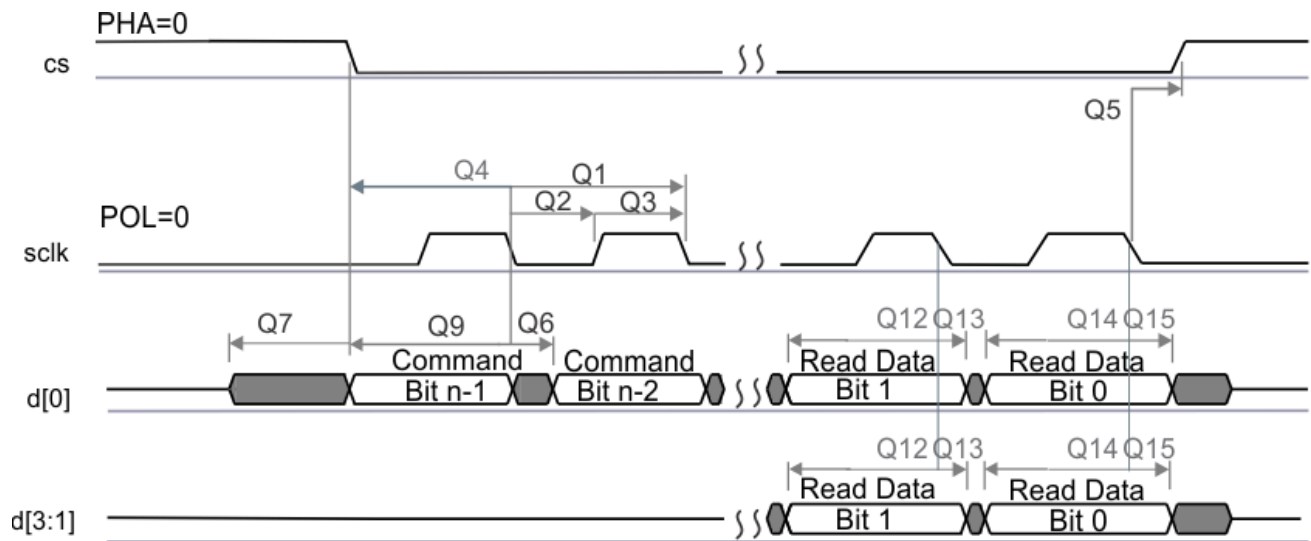 PHA=0
cs
Q5
Q4 Q1
Q2 Q3
POL=0
sclk
Q7 Q9 Q6 Q12 Q13 Q14 Q15
Command Command Read Data Read Data
d[0] Bit n-1 Bit n-2 Bit 1 Bit 0
Q12 Q13 Q14 Q15
Read Data Read Data
d[3:1] Bit 1 Bit 0